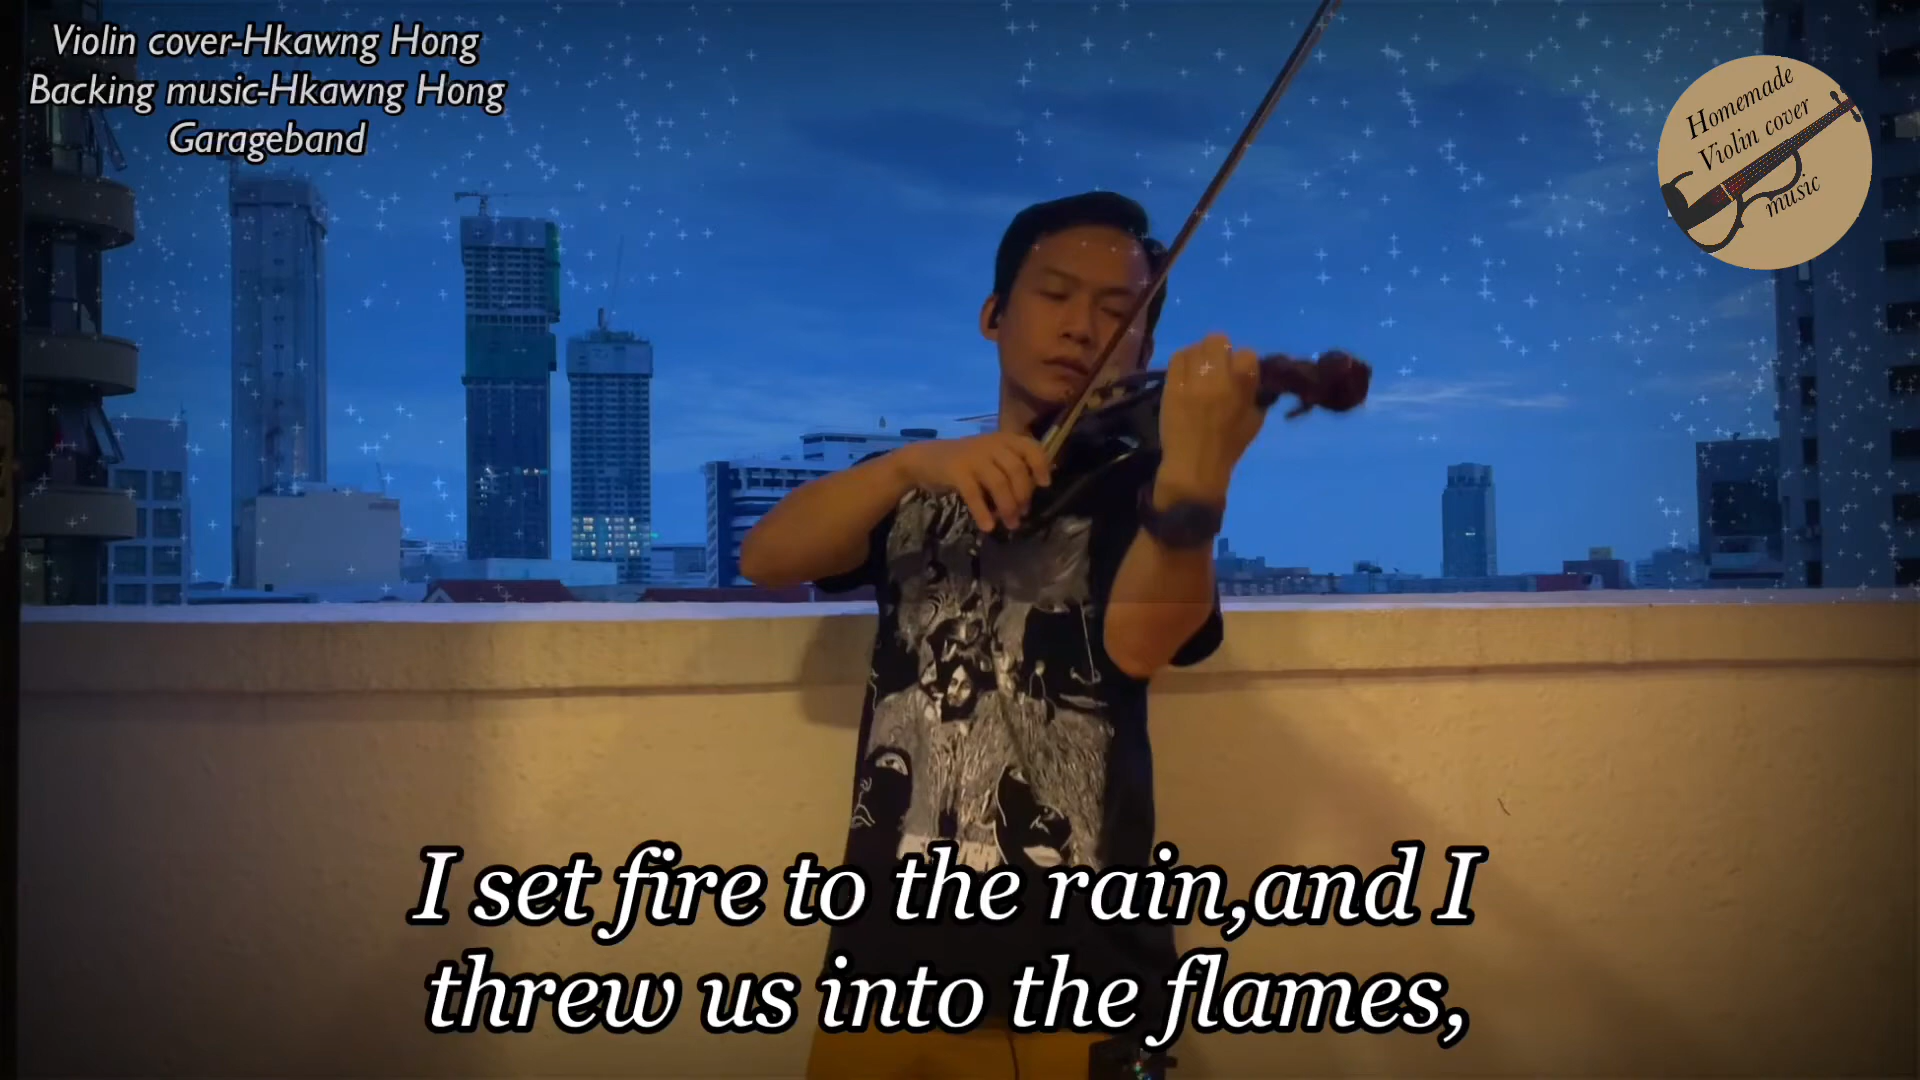 Violin cover-Hkawng Hong
Backing music-Hkawng Hong
Garageband
Homemade
Violin cover
music
I set fire to the rain,and I
threw us into the flames,